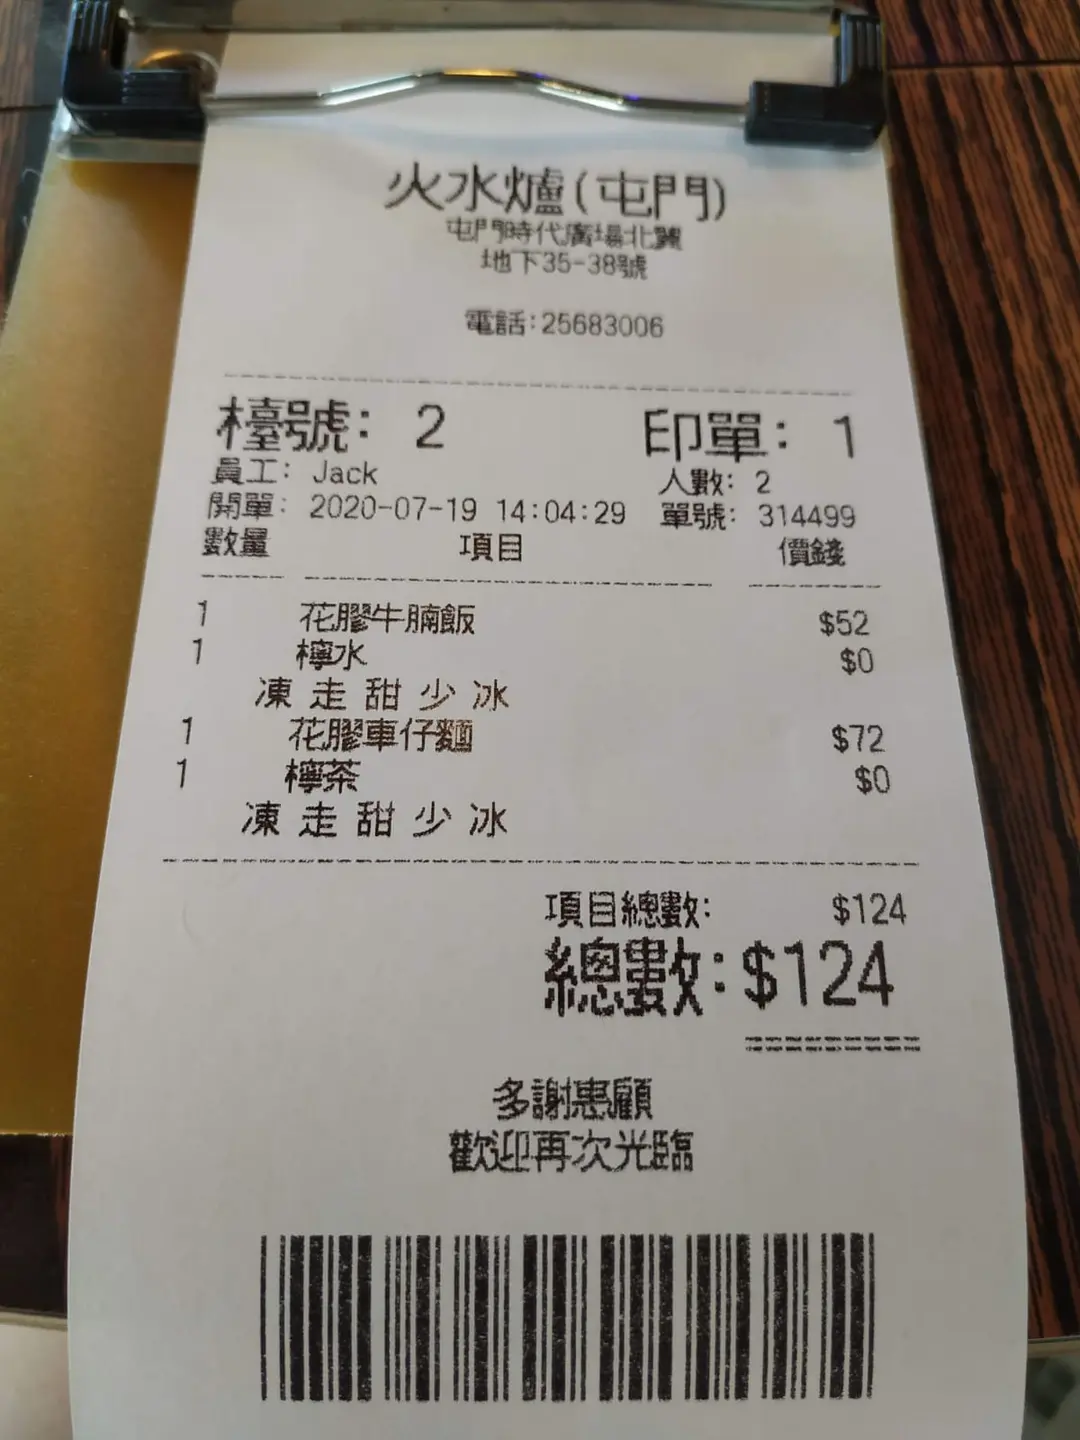 火水爐(屯門)
屯門時代廣場北翼
地下35-38號
電話:25683006
檯號: 2 印單: 1
員工: Jack 人數: 2
開單: 2020-07-19 14:04:29 單號: 314499
數量 項目 價錢
1 花膠牛腩飯 $52
1 檸水 $0
凍 走 甜 少 冰
1 花膠車仔麵 $72
1 檸茶 $0
凍 走 甜 少 冰
項目總數: $124
總數:$124
多謝惠顧
歡迎再次光臨